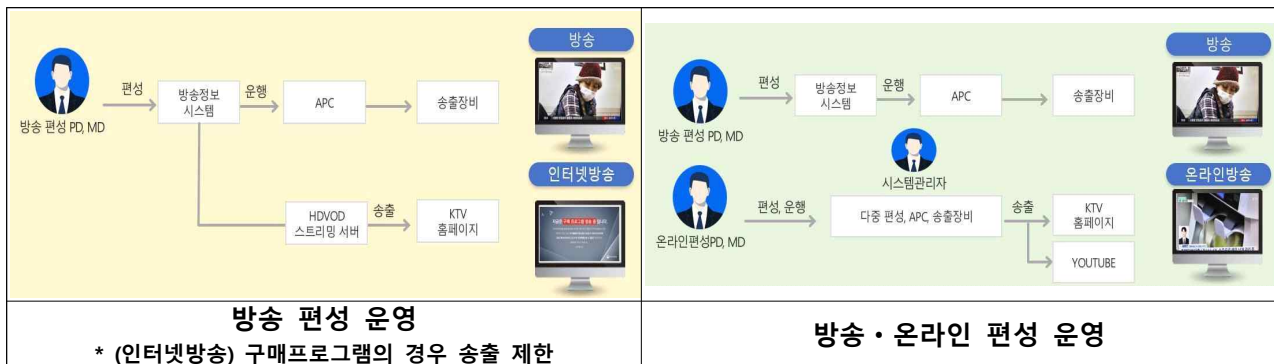 방송
편성
방송정보
시스템
운행
APC
송출장비
방송 편성 PD, MD
인터넷방송
HDVOD
스트리밍 서버
송출
KTV
홈페이지
방송 편성 운영
* (인터넷방송) 구매프로그램의 경우 송출 제한
방송
편성
방송정보
시스템
운행
APC
송출장비
방송 편성 PD, MD
시스템관리자
온라인방송
편성, 운행
다중 편성, APC, 송출장비
송출
KTV
홈페이지
온라인편성PD, MD
YOUTUBE
방송・온라인 편성 운영